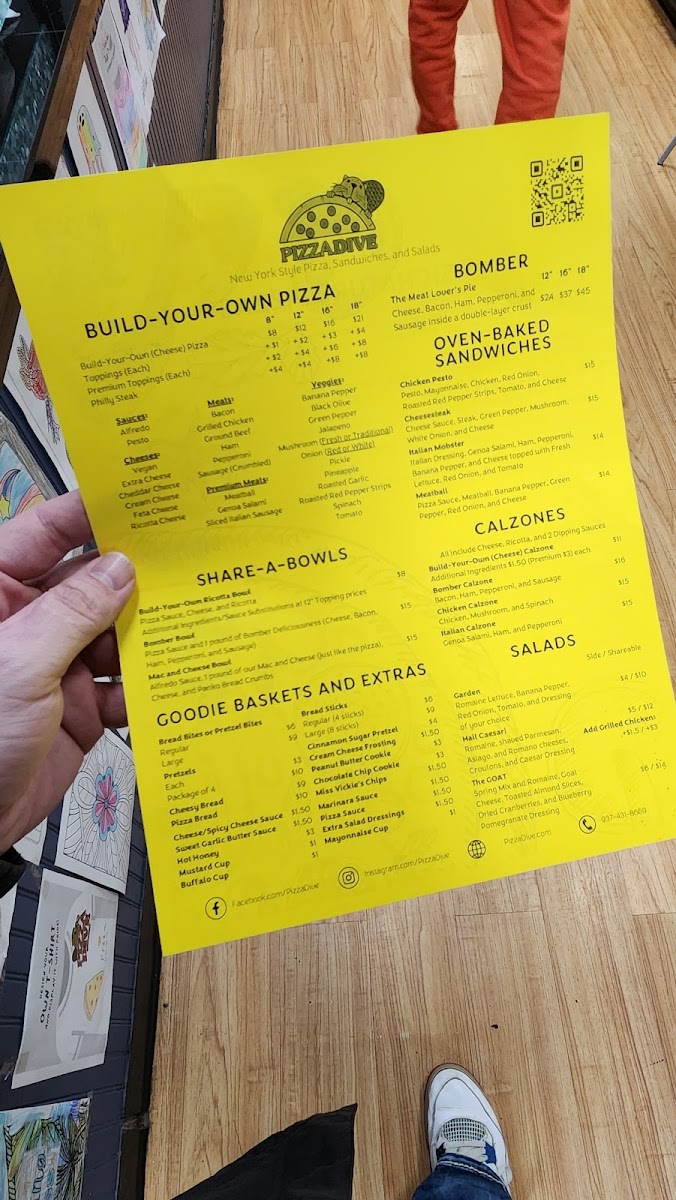 PIZZADIVE
New York Style Pizza, Sandwiches, and Salads
BUILD-YOUR-OWN PIZZA
8" 12" 16" 18"
Build-Your-Own (Cheese) Pizza $8 $12 $16 $21
Toppings (Each) +$1 +$2 +$3 +$4
Premium Toppings (Each) +$2 +$4 +$6 +$8
Philly Steak +$4 +$4 +$8 +$8
Sauces:
Alfredo
Pesto
Cheeses:
Vegan
Extra Cheese
Cheddar Cheese
Cream Cheese
Feta Cheese
Ricotta Cheese
Meats:
Bacon
Grilled Chicken
Ground Beef
Ham
Pepperoni
Sausage (Crumbled)
Premium Meats:
Meatball
Genoa Salami
Sliced Italian Sausage
Veggies:
Banana Pepper
Black Olive
Green Pepper
Jalapeno
Mushroom (Fresh or Traditional)
Onion (Red or White)
Pickle
Pineapple
Roasted Garlic
Roasted Red Pepper Strips
Spinach
Tomato
SHARE-A-BOWLS
Build-Your-Own Ricotta Bowl $8
Pizza Sauce, Cheese, and Ricotta
Additional Ingredients/Sauce Substitutions at 12" Topping prices
Bomber Bowl $15
Pizza Sauce and 1 pound of Bomber Deliciousness (Cheese, Bacon,
Ham, Pepperoni, and Sausage)
Mac and Cheese Bowl $15
Alfredo Sauce, 1 pound of our Mac and Cheese (just like the pizza),
Cheese, and Panko Bread Crumbs
GOODIE BASKETS AND EXTRAS
Bread Bites or Pretzel Bites
Regular $6
Large $9
Pretzels
Each $3
Package of 4 $10
Cheesy Bread $9
Pizza Bread $10
Cheese/Spicy Cheese Sauce $1.50
Sweet Garlic Butter Sauce $1.50
Hot Honey $3
Mustard Cup $1
Buffalo Cup $1
Bread Sticks
Regular (4 sticks) $6
Large (8 sticks) $9
Cinnamon Sugar Pretzel $4
Cream Cheese Frosting $1.50
Peanut Butter Cookie $3
Chocolate Chip Cookie $3
Miss Vickie's Chips $1.50
Marinara Sauce $1.50
Pizza Sauce $1.50
Extra Salad Dressings $1.50
Mayonnaise Cup $1
BOMBER
12" 16" 18"
The Meat Lover's Pie
Cheese, Bacon, Ham, Pepperoni, and $24 $37 $45
Sausage inside a double-layer crust
OVEN-BAKED
SANDWICHES
Chicken Pesto $15
Pesto, Mayonnaise, Chicken, Red Onion,
Roasted Red Pepper Strips, Tomato, and Cheese
Cheesesteak $15
Cheese Sauce, Steak, Green Pepper, Mushroom,
White Onion, and Cheese
Italian Mobster $14
Italian Dressing, Genoa Salami, Ham, Pepperoni,
Banana Pepper, and Cheese topped with Fresh
Lettuce, Red Onion, and Tomato
Meatball $14
Pizza Sauce, Meatball, Banana Pepper, Green
Pepper, Red Onion, and Cheese
CALZONES
All include Cheese, Ricotta, and 2 Dipping Sauces
Build-Your-Own (Cheese) Calzone $11
Additional Ingredients $1.50 (Premium $3) each
Bomber Calzone $16
Bacon, Ham, Pepperoni, and Sausage
Chicken Calzone $15
Chicken, Mushroom, and Spinach
Italian Calzone $15
Genoa Salami, Ham, and Pepperoni
SALADS
Side / Shareable
Garden $4 / $10
Romaine Lettuce, Banana Pepper,
Red Onion, Tomato, and Dressing
of your choice
Hail Caesar! $5 / $12
Romaine, shaved Parmesan,
Asiago, and Romano cheeses,
Croutons, and Caesar Dressing
Add Grilled Chicken:
+$1.5 / +$3
The GOAT $6 / $14
Spring Mix and Romaine, Goat
Cheese, Toasted Almond Slices,
Dried Cranberries, and Blueberry
Pomegranate Dressing
Facebook.com/PizzaDive
Instagram.com/PizzaDive
PizzaDive.com
937-431-8669
DESIGN YOUR
OWN T-SHIRT